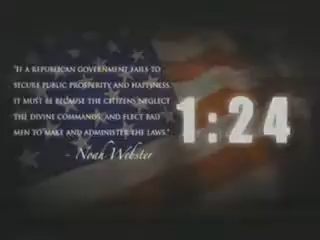 "If a republican government fails to
secure public prosperity and happiness,
it must be because the citizens neglect
the divine commands, and elect bad
men to make and administer the laws."
- Noah Webster
1:24